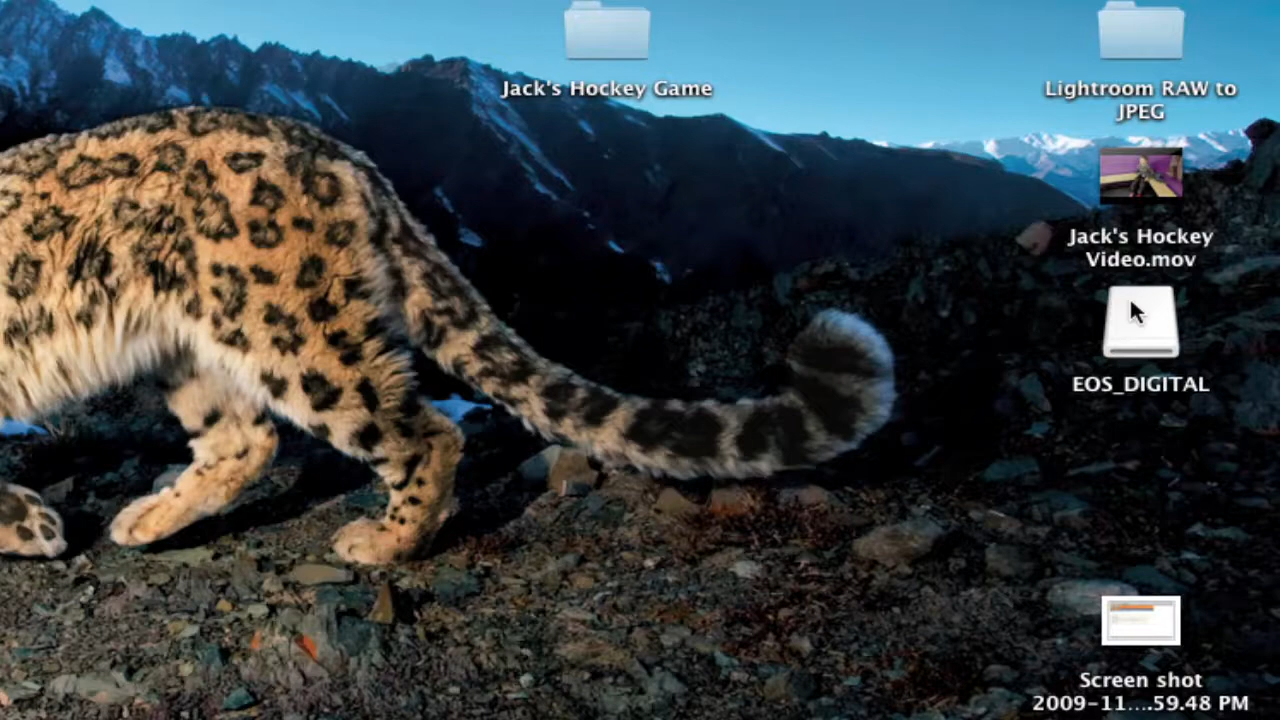 Jack's Hockey Game
Lightroom RAW to
JPEG
Jack's Hockey
Video.mov
EOS_DIGITAL
Screen shot
2009-11....59.48 PM